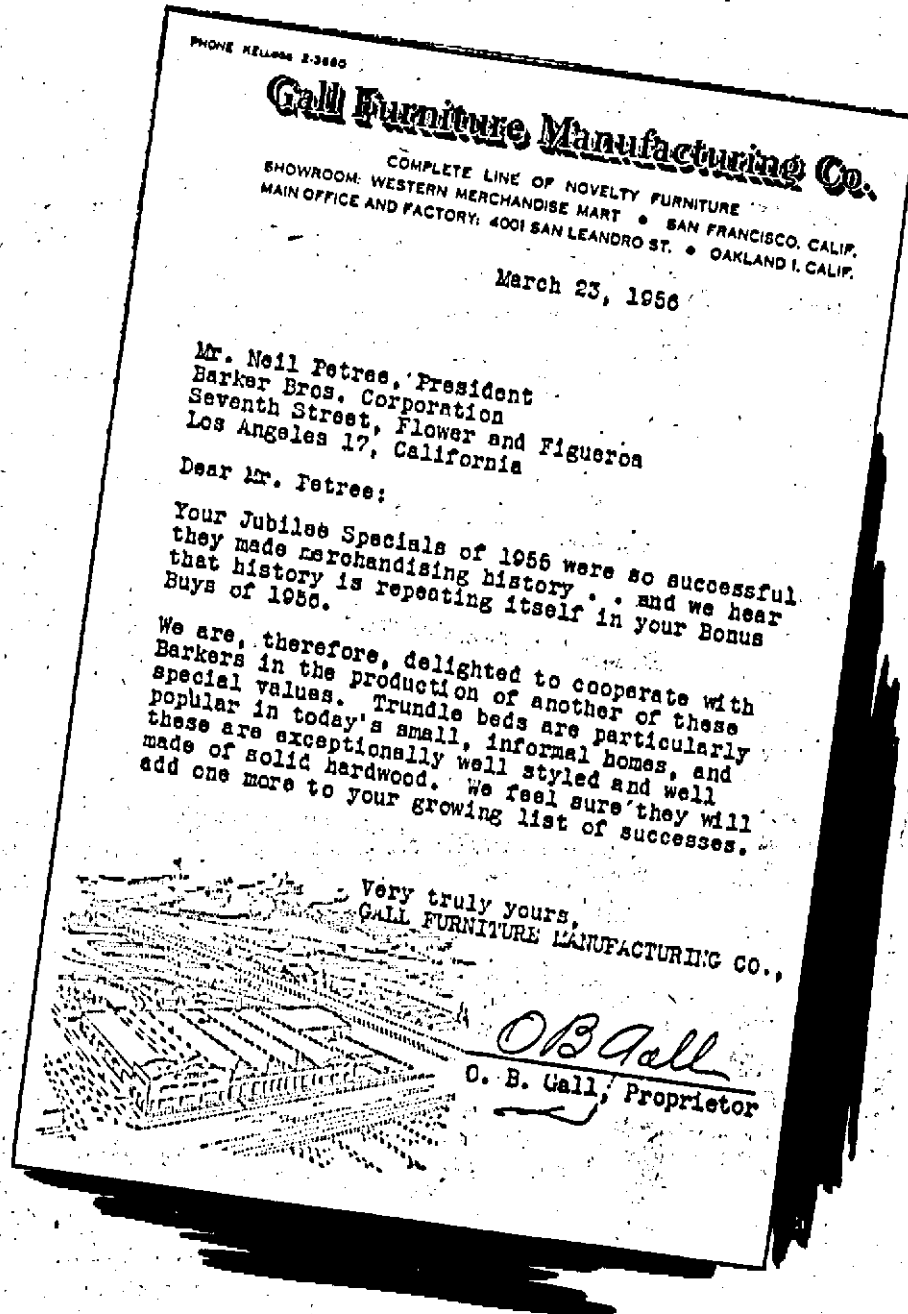 PHONE KELLOGG 2-3660
Gall Furniture Manufacturing Co.
COMPLETE LINE OF NOVELTY FURNITURE
SHOWROOM: WESTERN MERCHANDISE MART • SAN FRANCISCO, CALIF.
MAIN OFFICE AND FACTORY: 4001 SAN LEANDRO ST. • OAKLAND 1, CALIF.
March 23, 1956
Mr. Neil Petree, President
Barker Bros. Corporation
Seventh Street, Flower and Figueroa
Los Angeles 17, California
Dear Mr. Petree:
Your Jubilee Specials of 1955 were so successful
they made merchandising history . . and we hear
that history is repeating itself in your Bonus
Buys of 1956.
We are, therefore, delighted to cooperate with
Barkers in the production of another of these
special values. Trundle beds are particularly
popular in today's small, informal homes, and
these are exceptionally well styled and well
made of solid hardwood. We feel sure they will
add one more to your growing list of successes.
Very truly yours,
GALL FURNITURE MANUFACTURING CO.,
O B Gall
O. B. Gall, Proprietor